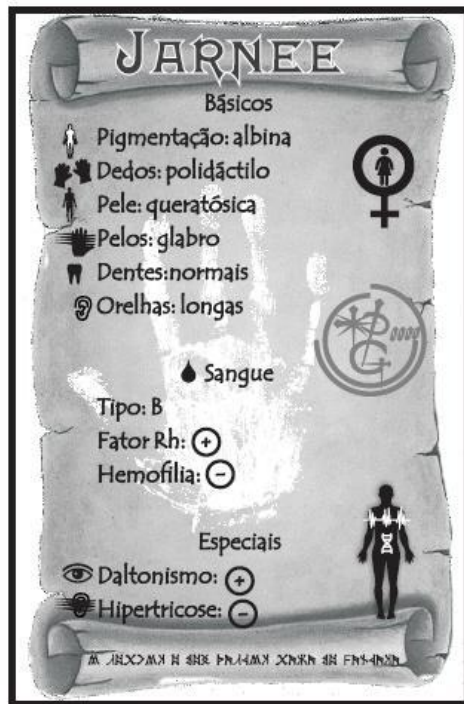 JARNEE
Básicos
Pigmentação: albina
Dedos: polidáctilo
Pele: queratósica
Pelos: glabro
Dentes:normais
Orelhas: longas
Sangue
Tipo: B
Fator Rh: +
Hemofilia: −
Especiais
Daltonismo: +
Hipertricose: −